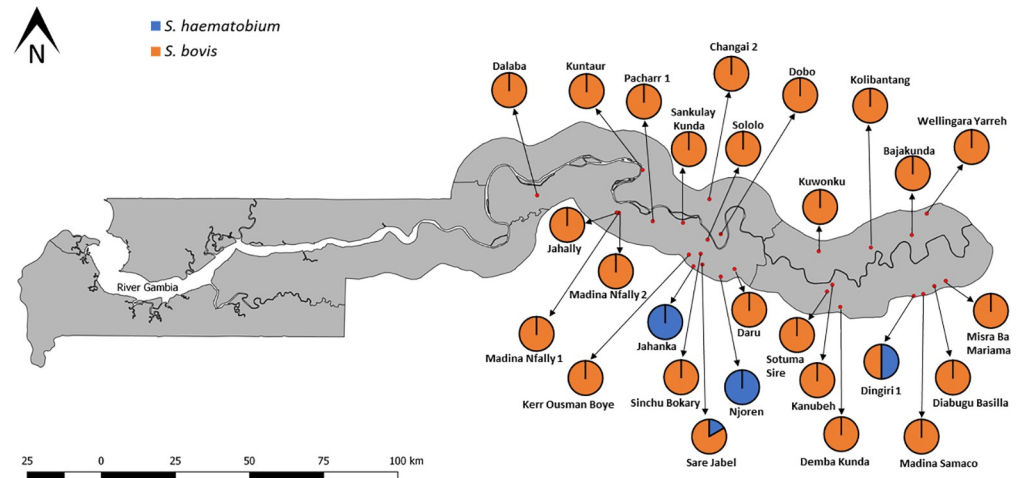 N
S. haematobium
S. bovis
Dalaba
Kuntaur
Pacharr 1
Sankulay
Kunda
Changai 2
Sololo
Dobo
Kolibantang
Wellingara Yarreh
Bajakunda
Kuwonku
Jahally
Madina Nfally 2
Madina Nfally 1
Kerr Ousman Boye
Jahanka
Sinchu Bokary
Sare Jabel
Njoren
Daru
Sotuma
Sire
Kanubeh
Demba Kunda
Dingiri 1
Madina Samaco
Diabugu Basilla
Misra Ba
Mariama
River Gambia
25 0 25 50 75 100 km